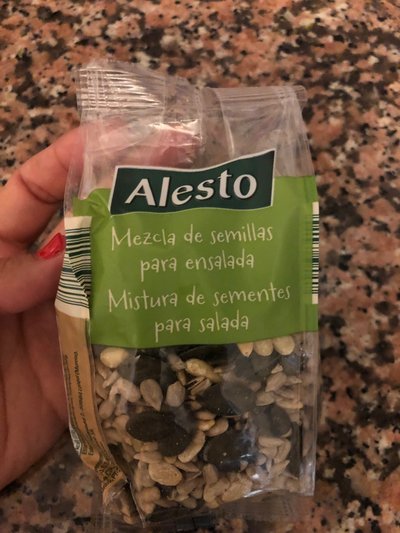 Alesto
Mezcla de semillas
para ensalada
Mistura de sementes
para salada